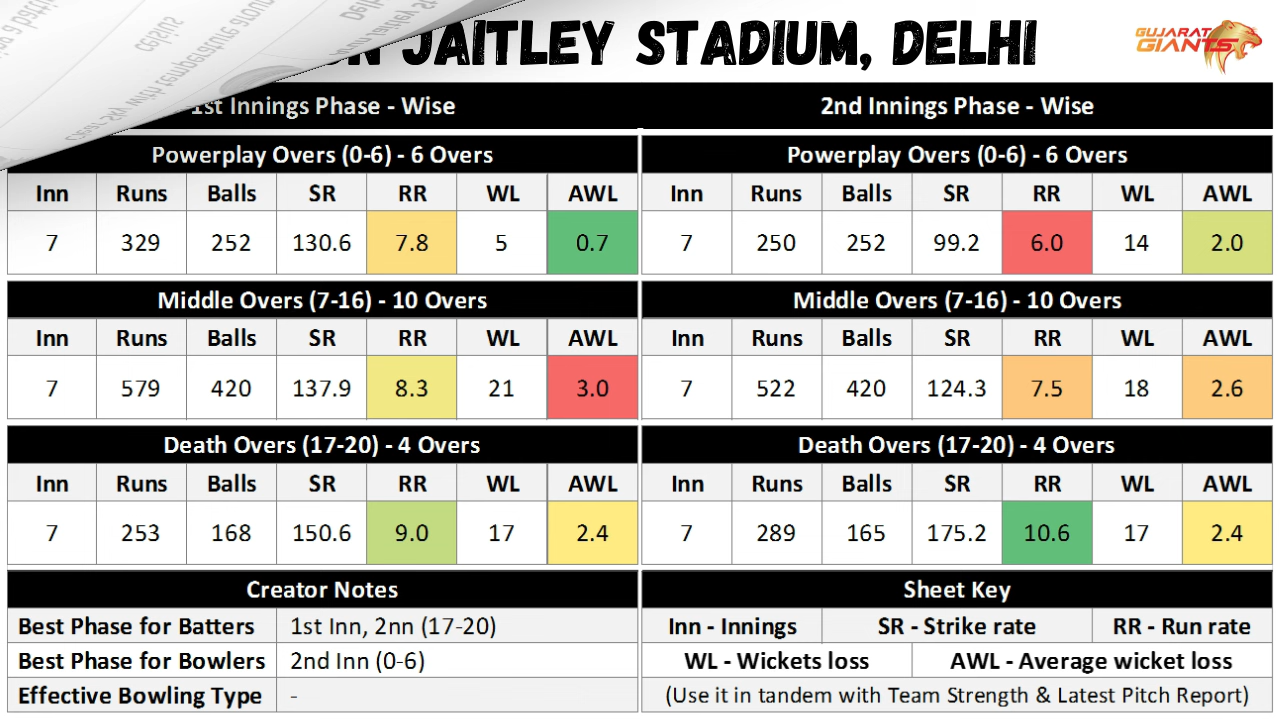 JAITLEY STADIUM, DELHI
GUJARAT
GIANTS
1st Innings Phase - Wise
2nd Innings Phase - Wise
Powerplay Overs (0-6) - 6 Overs
Powerplay Overs (0-6) - 6 Overs
Inn Runs Balls SR RR WL AWL
Inn Runs Balls SR RR WL AWL
7 329 252 130.6 7.8 5 0.7
7 250 252 99.2 6.0 14 2.0
Middle Overs (7-16) - 10 Overs
Middle Overs (7-16) - 10 Overs
Inn Runs Balls SR RR WL AWL
Inn Runs Balls SR RR WL AWL
7 579 420 137.9 8.3 21 3.0
7 522 420 124.3 7.5 18 2.6
Death Overs (17-20) - 4 Overs
Death Overs (17-20) - 4 Overs
Inn Runs Balls SR RR WL AWL
Inn Runs Balls SR RR WL AWL
7 253 168 150.6 9.0 17 2.4
7 289 165 175.2 10.6 17 2.4
Creator Notes
Sheet Key
Best Phase for Batters 1st Inn, 2nn (17-20)
Inn - Innings SR - Strike rate RR - Run rate
Best Phase for Bowlers 2nd Inn (0-6)
WL - Wickets loss AWL - Average wicket loss
Effective Bowling Type -
(Use it in tandem with Team Strength & Latest Pitch Report)